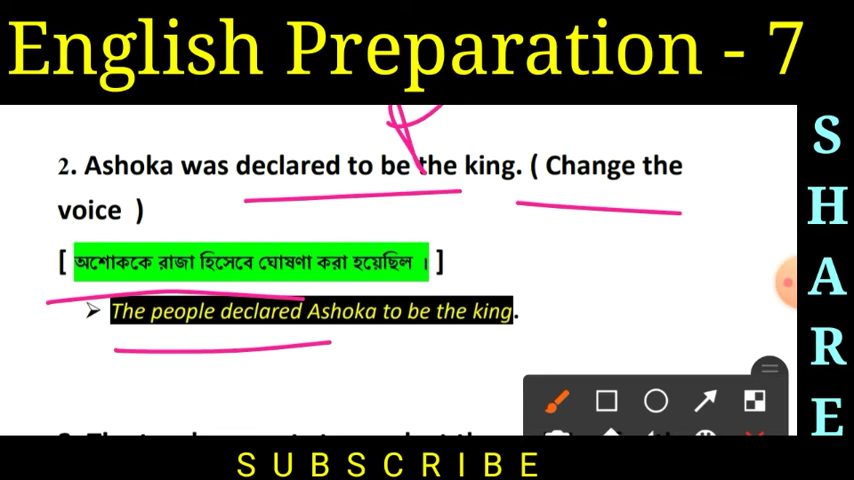 English Preparation - 7
2. Ashoka was declared to be the king. ( Change the
voice )
[ অশোককে রাজা হিসেবে ঘোষণা করা হয়েছিল । ]
➢ The people declared Ashoka to be the king.
SHARE
SUBSCRIBE